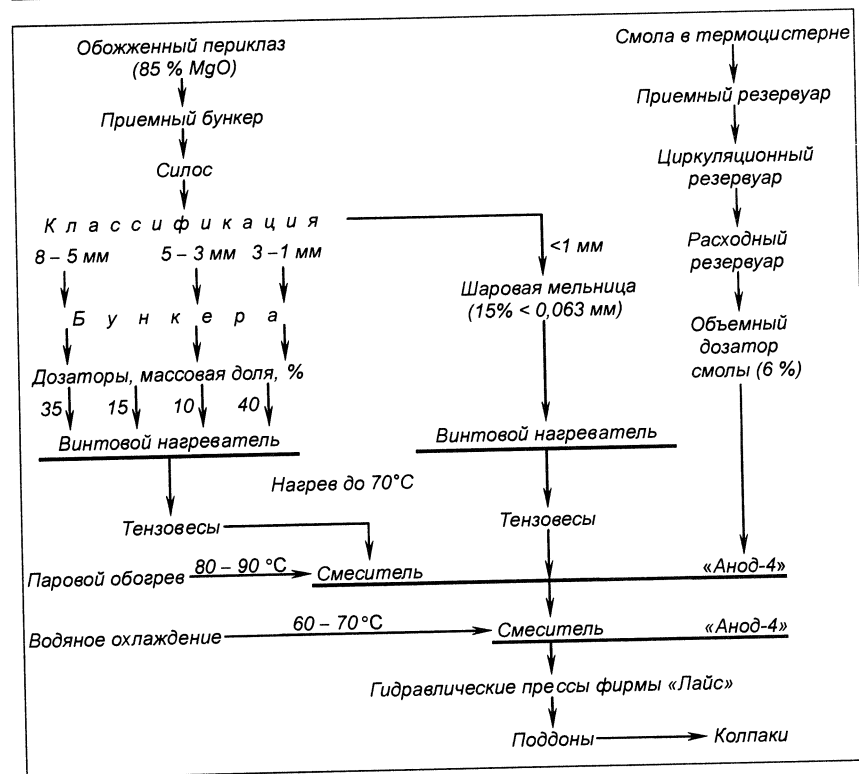 Обожженный периклаз
(85 % MgO)
Приемный бункер
Силос
К л а с с и ф и к а ц и я
8 – 5 мм 5 – 3 мм 3 –1 мм
Б у н к е р а
Дозаторы, массовая доля, %
35 15 10 40
Винтовой нагреватель
<1 мм
Шаровая мельница
(15% < 0,063 мм)
Винтовой нагреватель
Смола в термоцистерне
Приемный резервуар
Циркуляционный
резервуар
Расходный
резервуар
Объемный
дозатор
смолы (6 %)
Нагрев до 70°С
Тензовесы
Тензовесы
Паровой обогрев 80 – 90 °С Смеситель «Анод-4»
Водяное охлаждение 60 – 70°С Смеситель «Анод-4»
Гидравлические прессы фирмы «Лайс»
Поддоны Колпаки